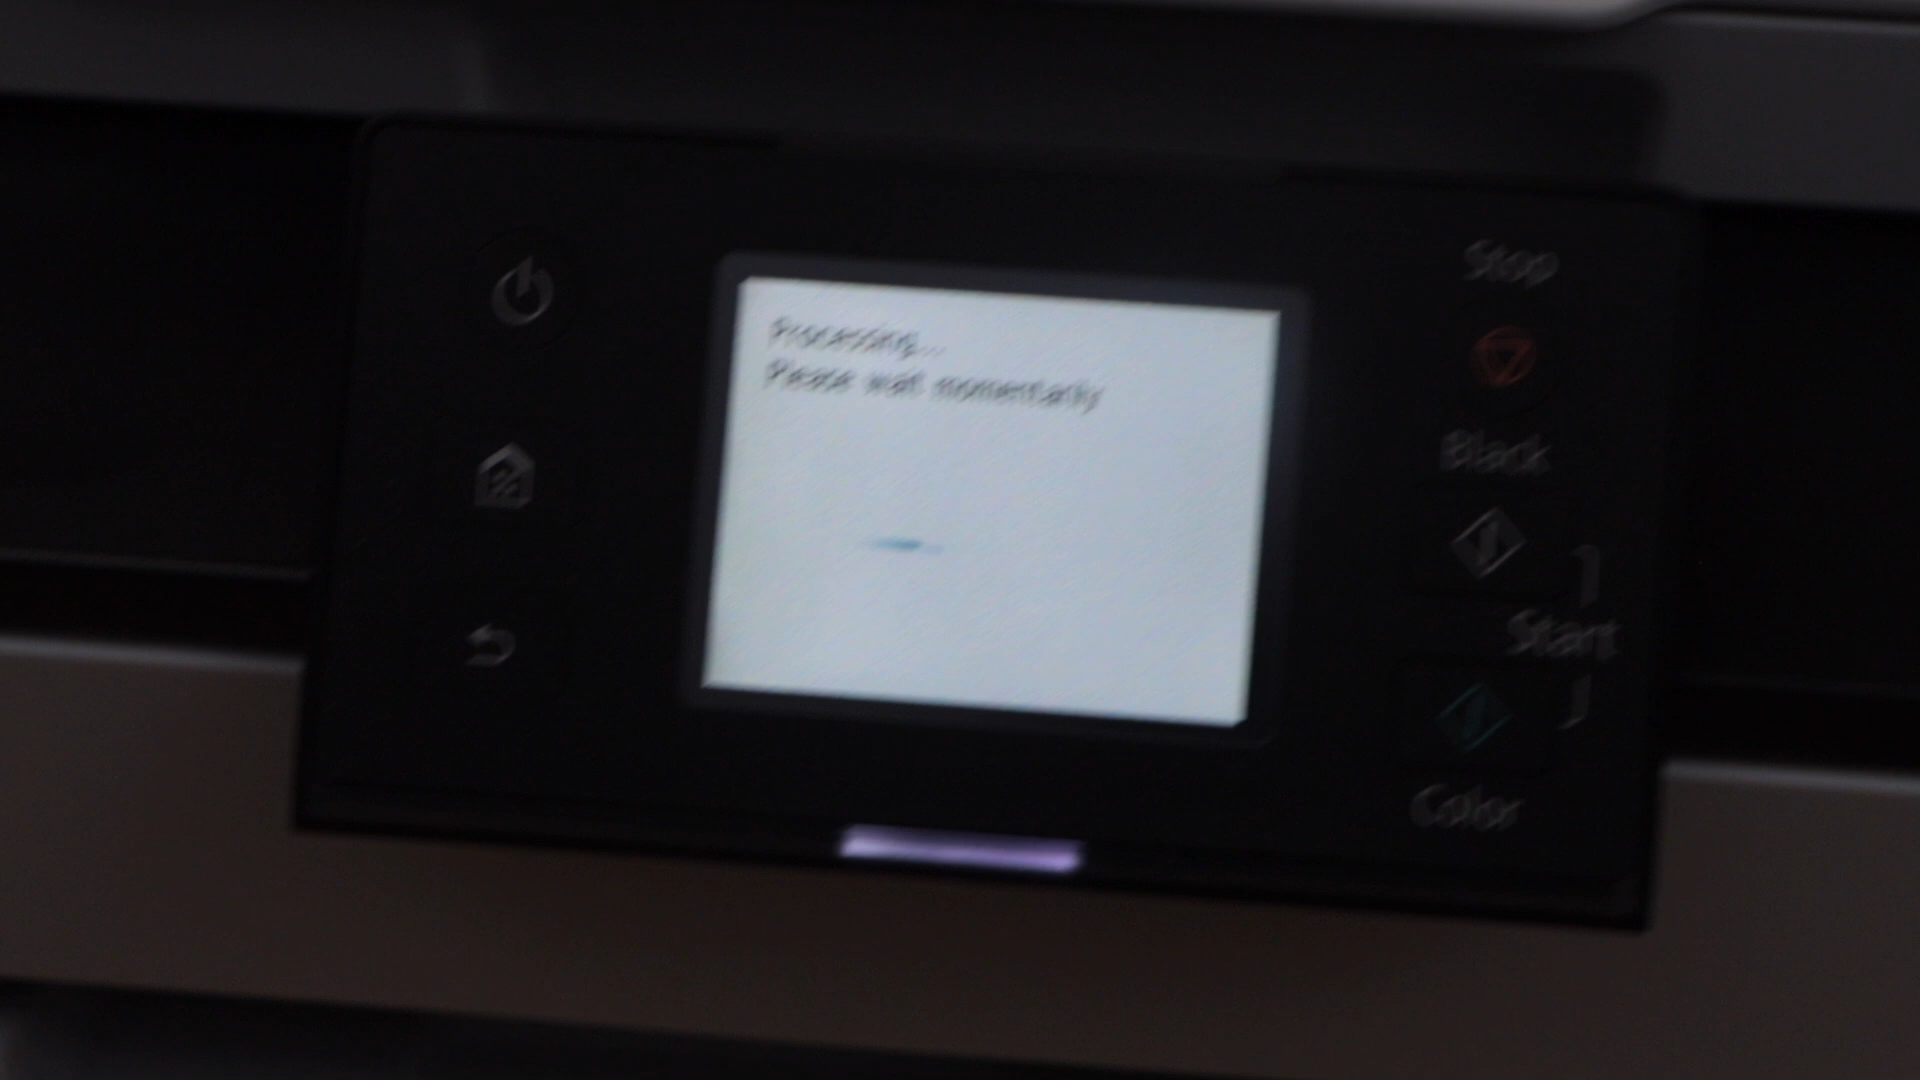 Processing...
Please wait momentarily
Stop
Black
Start
Color